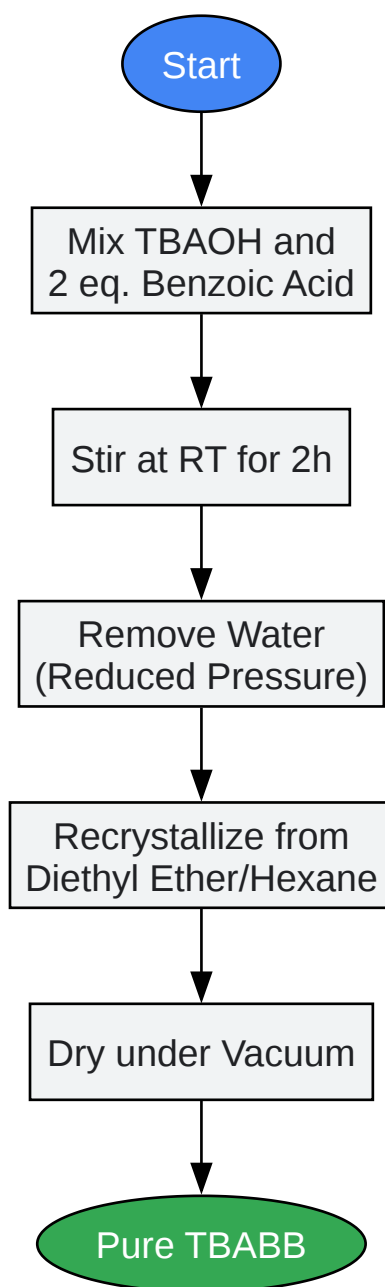 Start
Mix TBAOH and
2 eq. Benzoic Acid
Stir at RT for 2h
Remove Water
(Reduced Pressure)
Recrystallize from
Diethyl Ether/Hexane
Dry under Vacuum
Pure TBABB